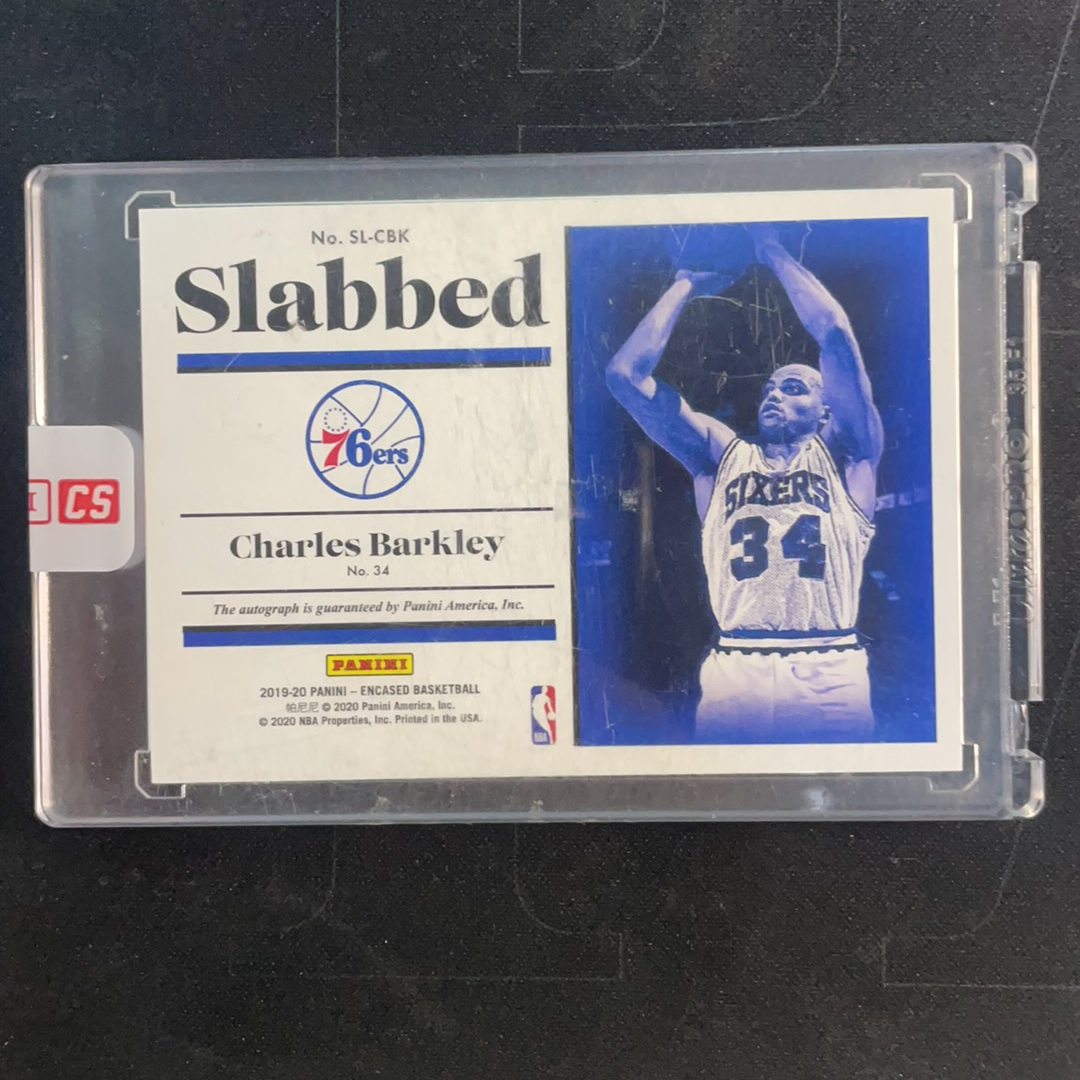 No. SL-CBK
Slabbed
76ers
Charles Barkley
No. 34
The autograph is guaranteed by Panini America, Inc.
PANINI
2019-20 PANINI – ENCASED BASKETBALL
帕尼尼 © 2020 Panini America, Inc.
© 2020 NBA Properties, Inc. Printed in the USA.
NBA
SIXERS
34
CS